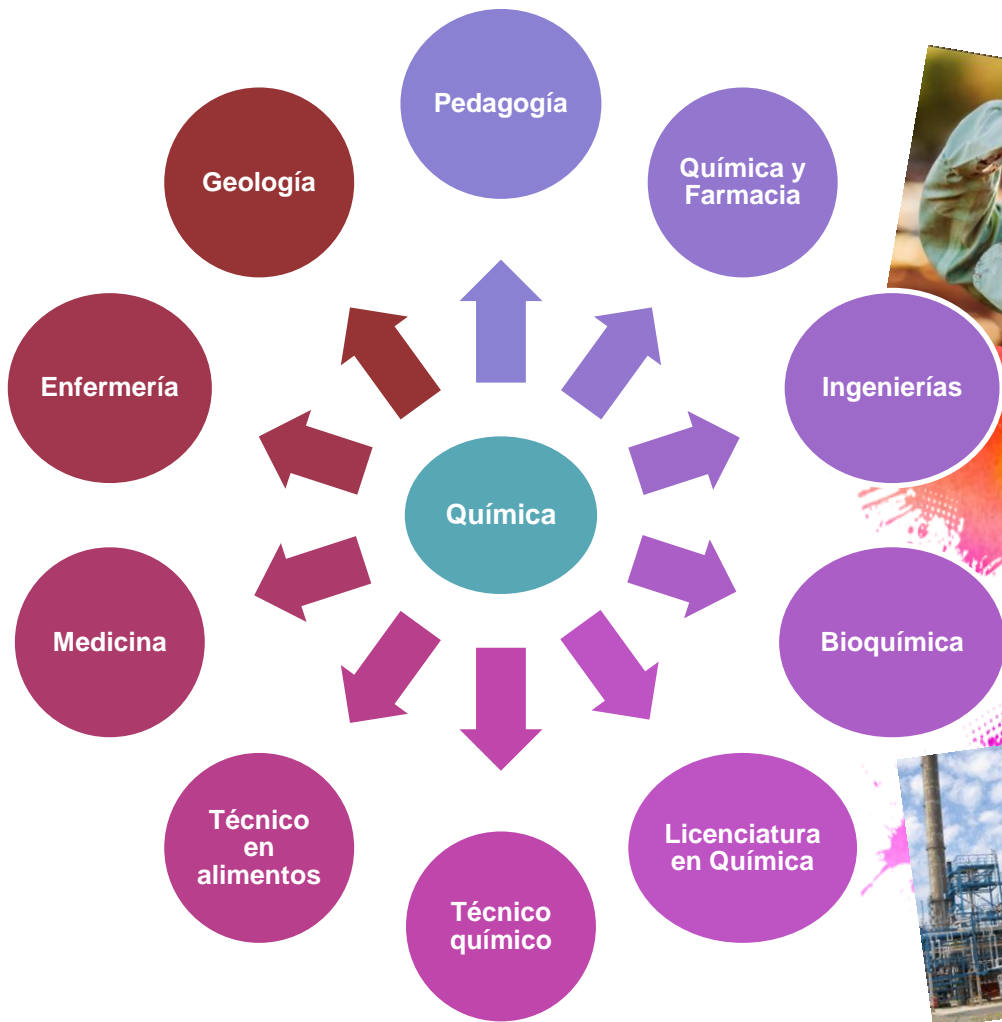 Pedagogía
Química y
Farmacia
Ingenierías
Bioquímica
Licenciatura
en Química
Técnico
químico
Técnico
en
alimentos
Medicina
Enfermería
Geología
Química